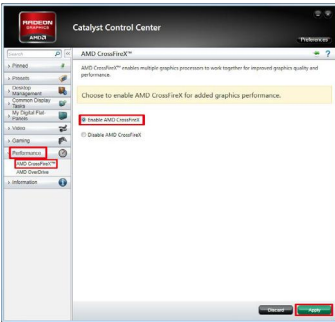 RADEON
GRAPHICS
AMD
Catalyst Control Center
Preferences
Search
AMD CrossFireX™
Pinned
Presets
Desktop
Management
Common Display
Tasks
My Digital Flat-
Panels
Video
Gaming
Performance
AMD CrossFireX™
AMD OverDrive
Information
AMD CrossFireX™ enables multiple graphics processors to work together for improved graphics quality and
performance.
Choose to enable AMD CrossFireX for added graphics performance.
Enable AMD CrossFireX
Disable AMD CrossFireX
Discard
Apply